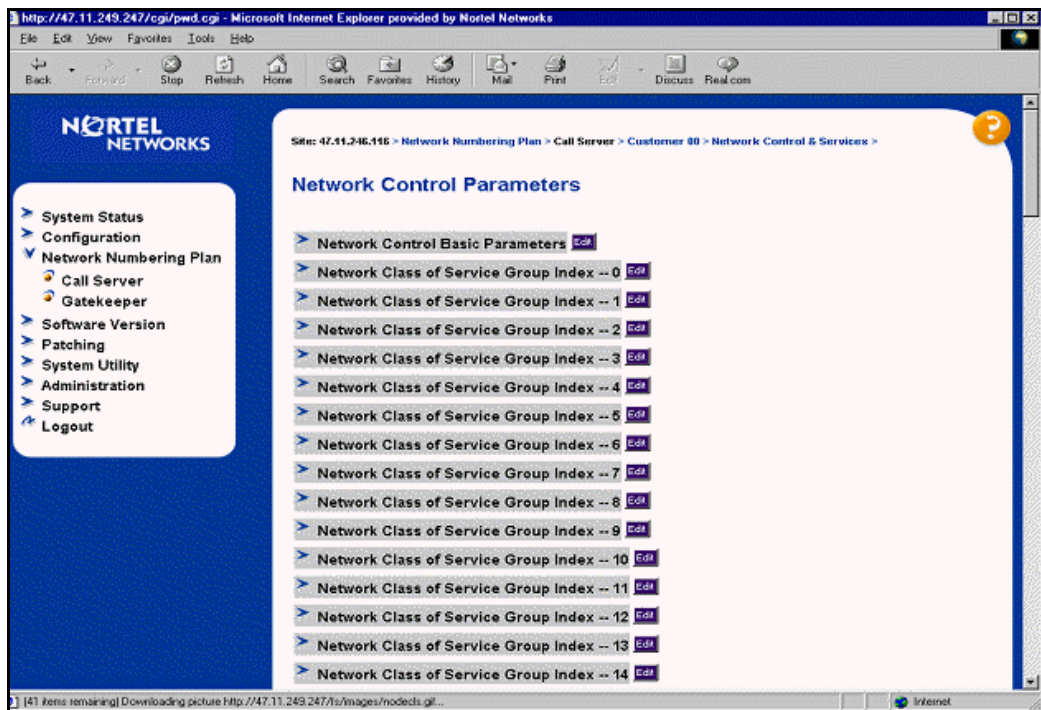 http://47.11.249.247/cgi/pwd.cgi - Microsoft Internet Explorer provided by Nortel Networks
File Edit View Favorites Tools Help
Back Forward Stop Refresh Home Search Favorites History Mail Print Edit Discuss Real.com
NORTEL
NETWORKS
Site: 47.11.246.116 > Network Numbering Plan > Call Server > Customer 00 > Network Control & Services >
Network Control Parameters
System Status
Configuration
Network Numbering Plan
Call Server
Gatekeeper
Software Version
Patching
System Utility
Administration
Support
Logout
Network Control Basic Parameters Edit
Network Class of Service Group Index -- 0 Edit
Network Class of Service Group Index -- 1 Edit
Network Class of Service Group Index -- 2 Edit
Network Class of Service Group Index -- 3 Edit
Network Class of Service Group Index -- 4 Edit
Network Class of Service Group Index -- 5 Edit
Network Class of Service Group Index -- 6 Edit
Network Class of Service Group Index -- 7 Edit
Network Class of Service Group Index -- 8 Edit
Network Class of Service Group Index -- 9 Edit
Network Class of Service Group Index -- 10 Edit
Network Class of Service Group Index -- 11 Edit
Network Class of Service Group Index -- 12 Edit
Network Class of Service Group Index -- 13 Edit
Network Class of Service Group Index -- 14 Edit
(41 items remaining) Downloading picture http://47.11.249.247/fs/images/nodecls.gif... Internet